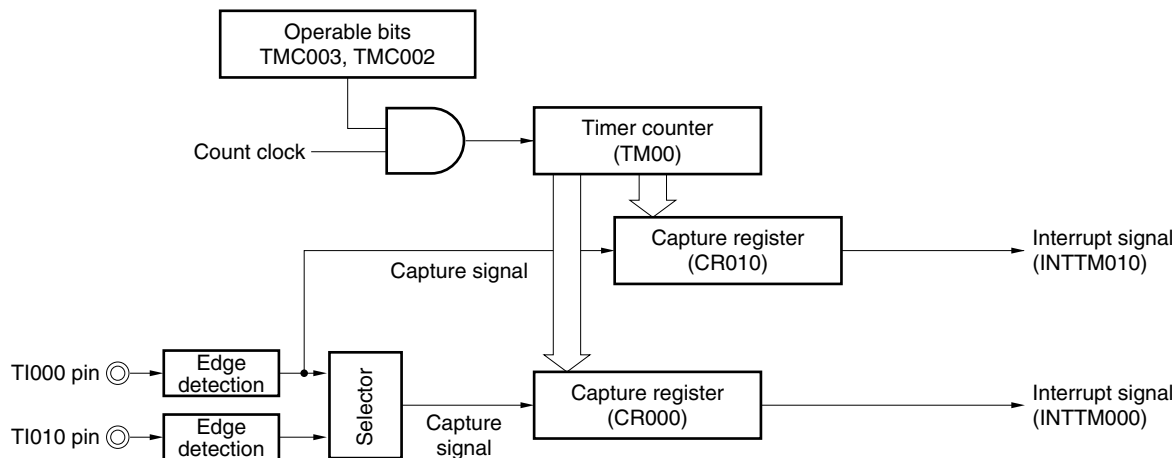 Operable bits
TMC003, TMC002
Count clock
Timer counter
(TM00)
Capture register
(CR010)
Interrupt signal
(INTTM010)
Capture signal
TI000 pin
Edge
detection
Selector
Capture register
(CR000)
Interrupt signal
(INTTM000)
TI010 pin
Edge
detection
Capture
signal